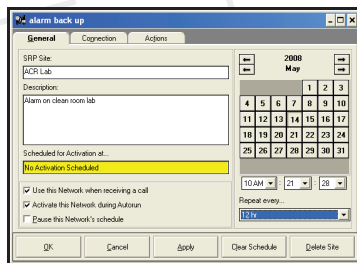 alarm back up
General Connection Actions
SRP Site:
ACR Lab
Description:
Alarm on clean room lab
Scheduled for Activation at...
No Activation Scheduled
Use this Network when receiving a call
Activate this Network during Autorun
Pause this Network's schedule
2008
May
1 2 3
4 5 6 7 8 9 10
11 12 13 14 15 16 17
18 19 20 21 22 23 24
25 26 27 28 29 30 31
10 AM : 21 : 28
Repeat every...
12 hr
OK Cancel Apply Clear Schedule Delete Site